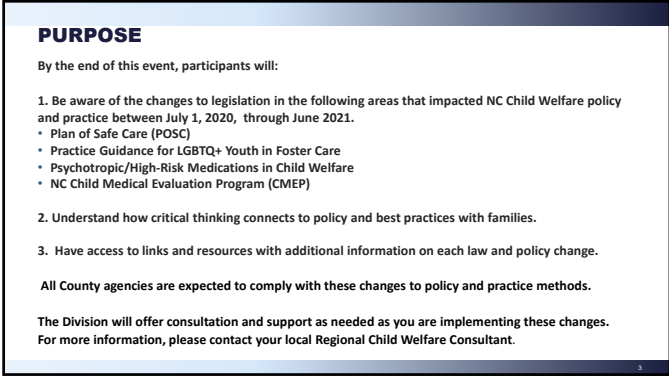 PURPOSE
By the end of this event, participants will:
1. Be aware of the changes to legislation in the following areas that impacted NC Child Welfare policy
and practice between July 1, 2020,  through June 2021.
• Plan of Safe Care (POSC)
• Practice Guidance for LGBTQ+ Youth in Foster Care
• Psychotropic/High-Risk Medications in Child Welfare
• NC Child Medical Evaluation Program (CMEP)
2. Understand how critical thinking connects to policy and best practices with families.
3.  Have access to links and resources with additional information on each law and policy change.
All County agencies are expected to comply with these changes to policy and practice methods.
The Division will offer consultation and support as needed as you are implementing these changes.
For more information, please contact your local Regional Child Welfare Consultant.
3